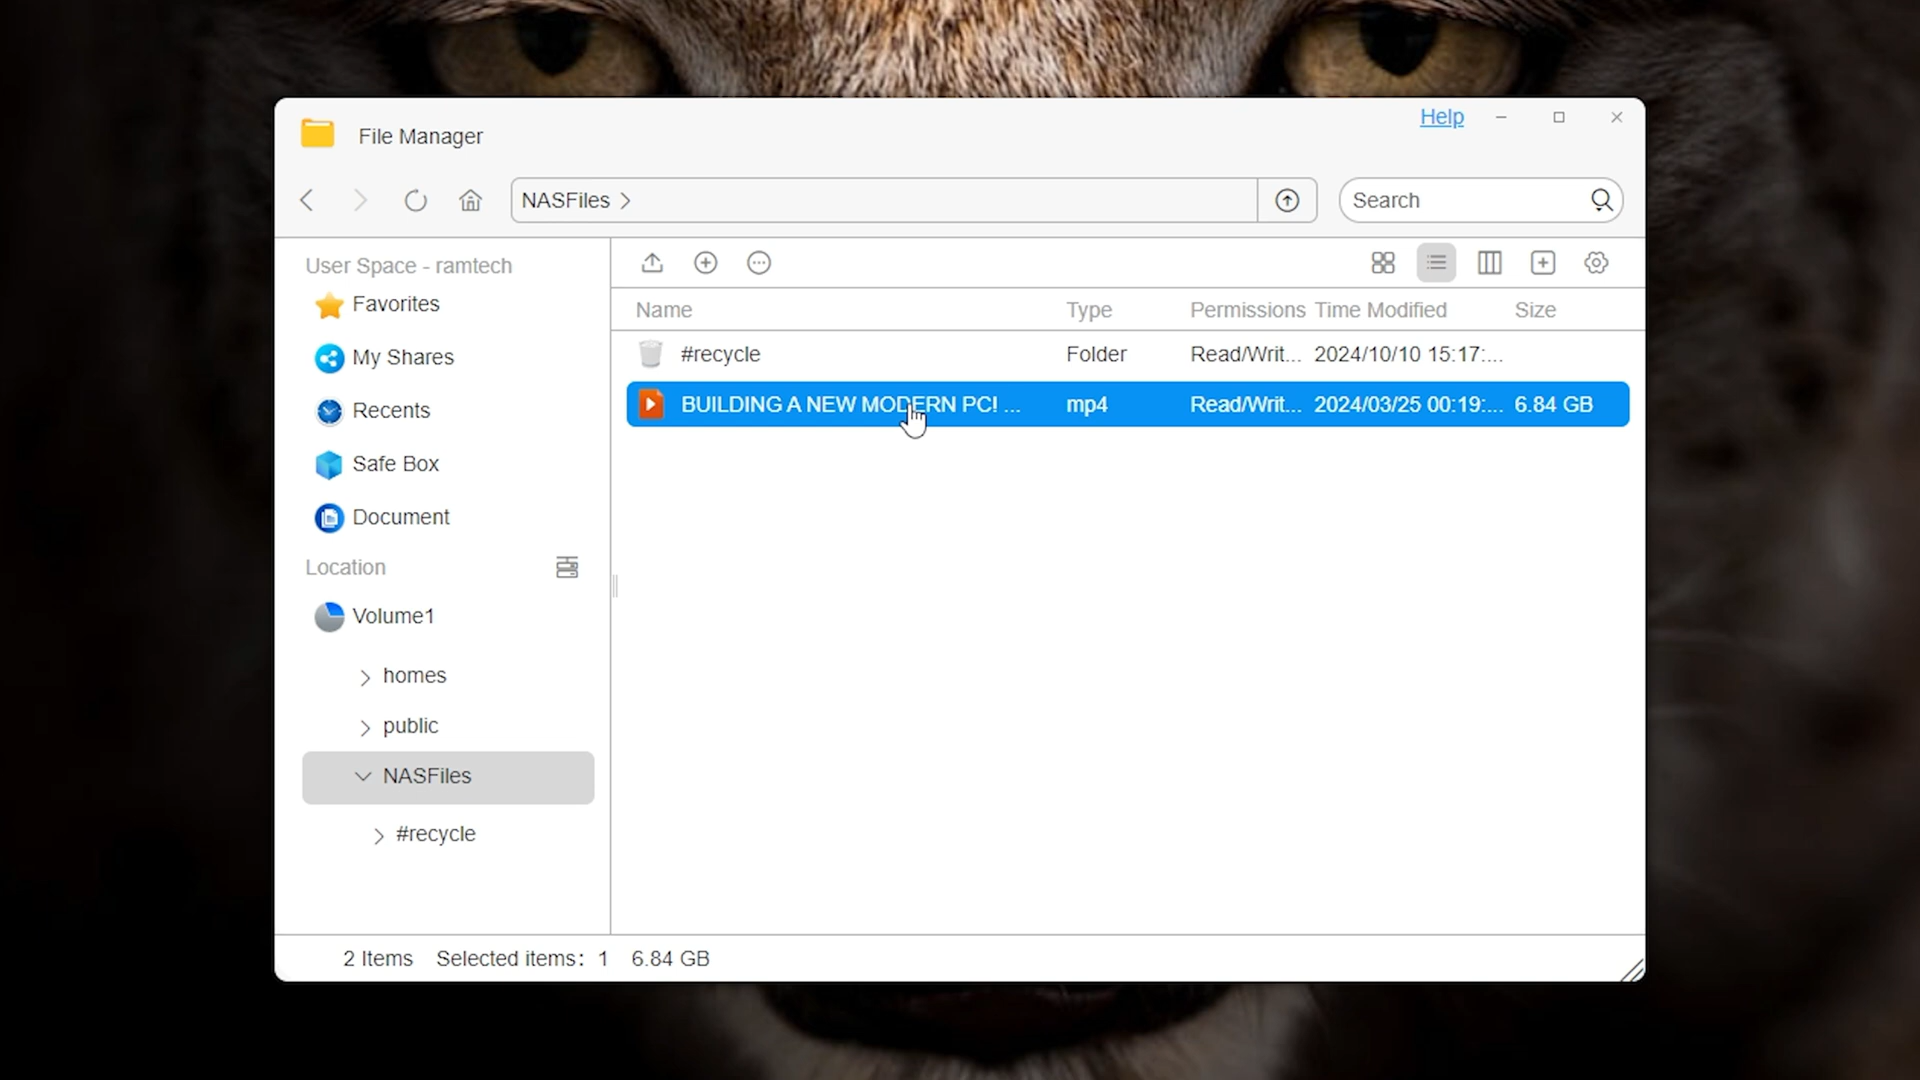 Help
File Manager
NASFiles >
Search
User Space - ramtech
Favorites
My Shares
Recents
Safe Box
Document
Location
Volume1
homes
public
NASFiles
#recycle
Name Type Permissions Time Modified Size
#recycle Folder Read/Writ... 2024/10/10 15:17:...
BUILDING A NEW MODERN PC! ... mp4 Read/Writ... 2024/03/25 00:19:... 6.84 GB
2 Items Selected items: 1 6.84 GB